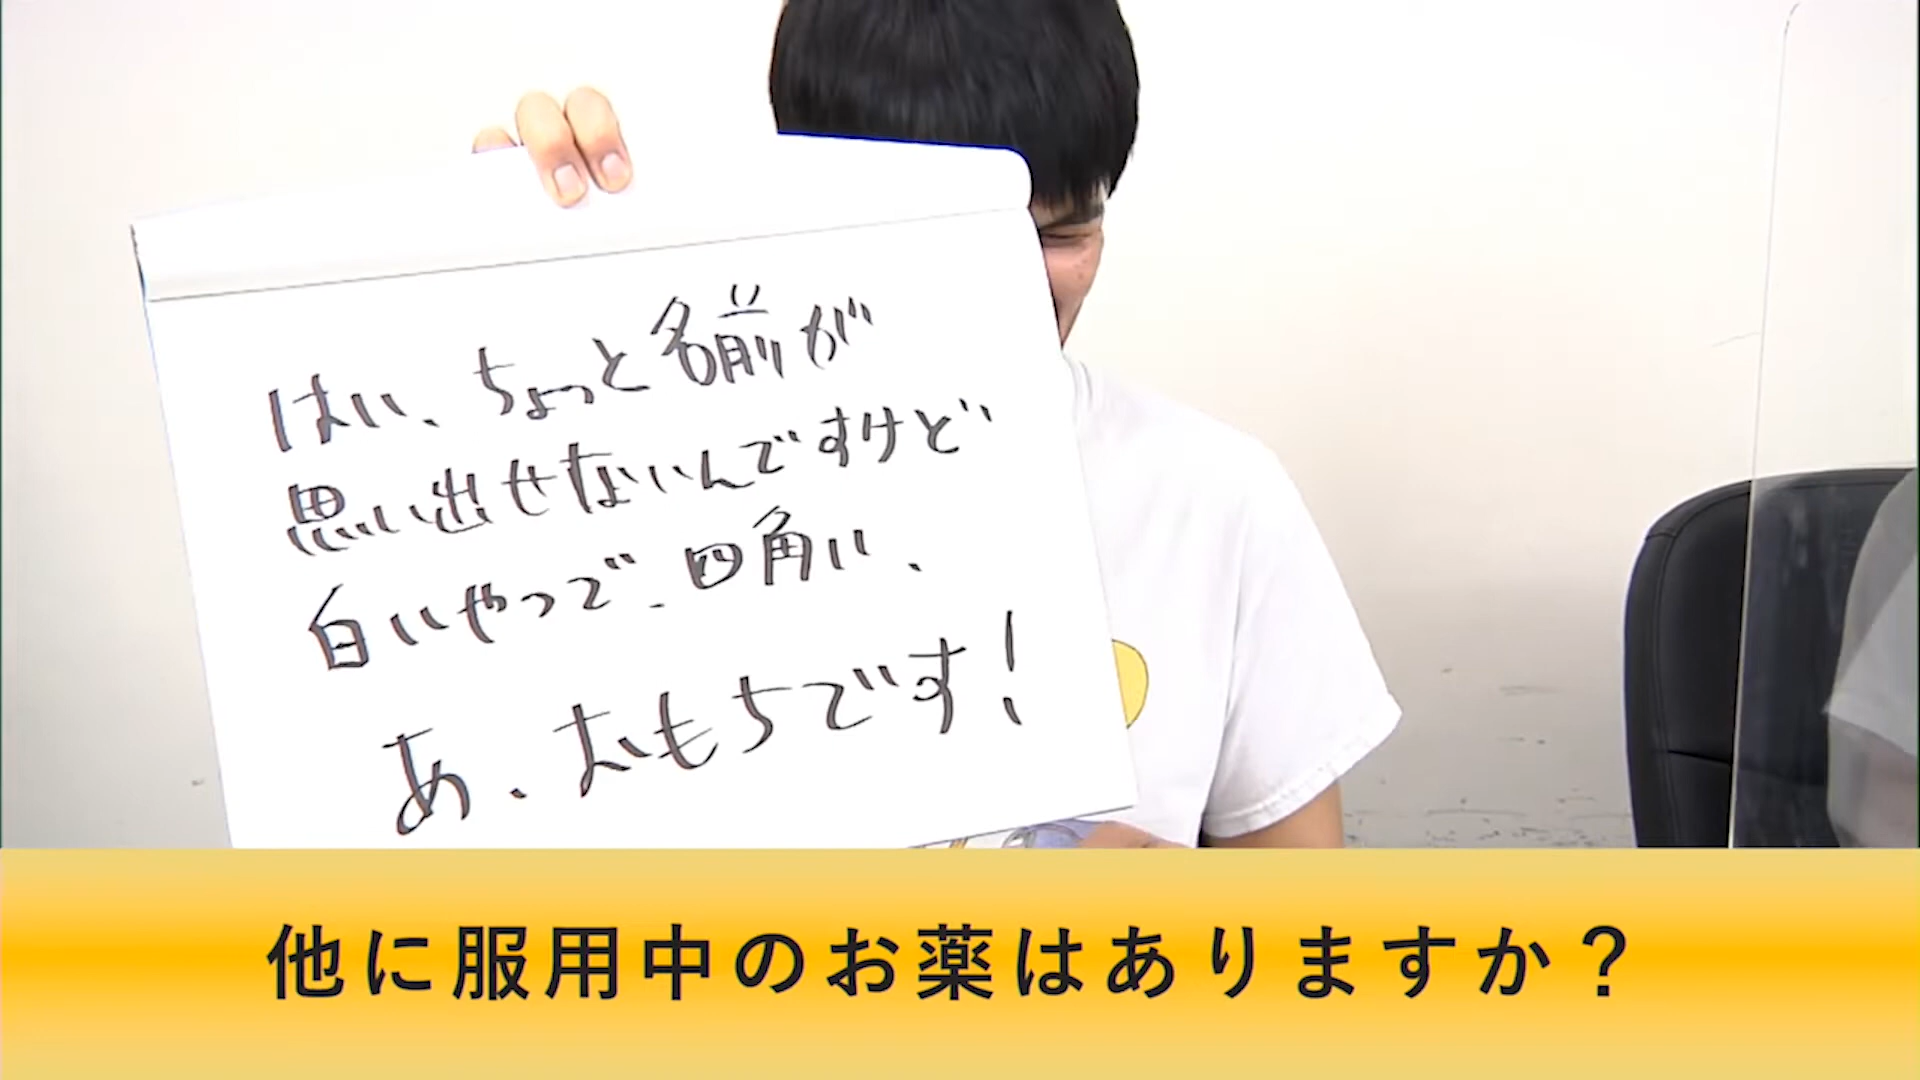 はい、ちょっと名前が
思い出せないんですけど
白いやつで、四角い、
あ、おもちです！
他に服用中のお薬はありますか？